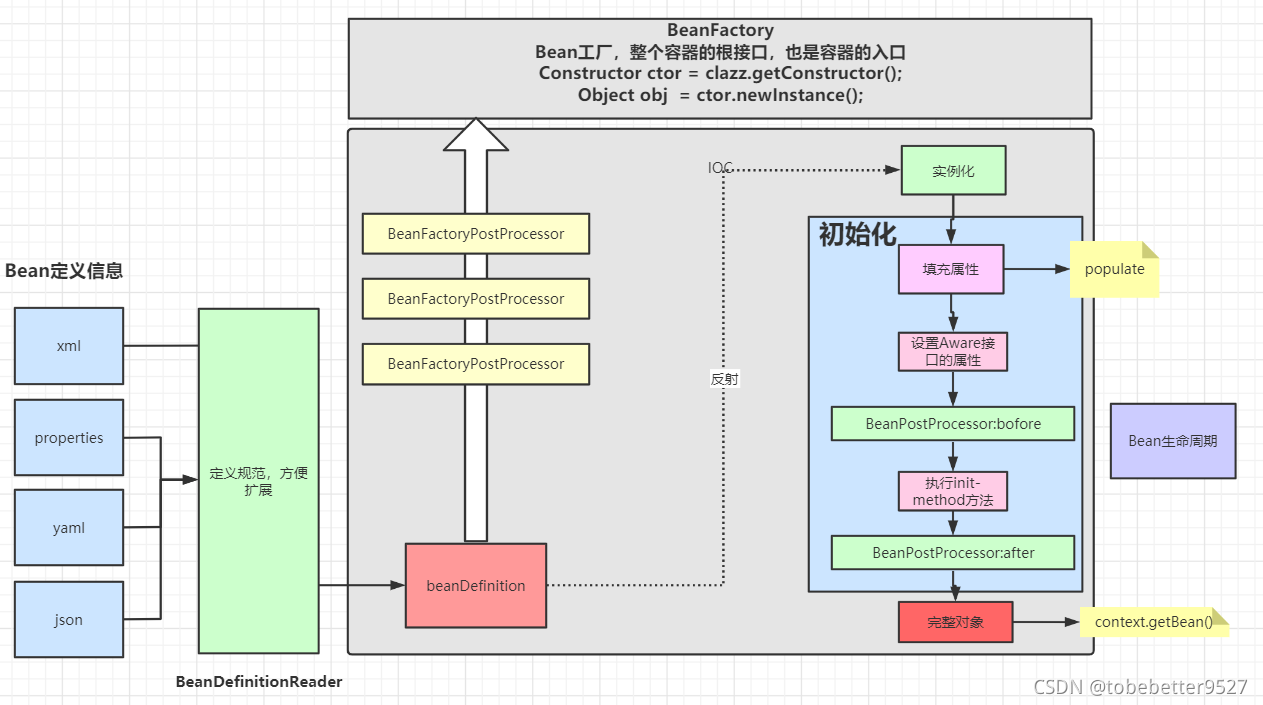 BeanFactory
Bean工厂，整个容器的根接口，也是容器的入口
Constructor ctor = clazz.getConstructor();
Object obj  = ctor.newInstance();
IOC
实例化
BeanFactoryPostProcessor
BeanFactoryPostProcessor
BeanFactoryPostProcessor
初始化
填充属性
populate
设置Aware接
口的属性
反射
BeanPostProcessor:bofore
执行init-
method方法
BeanPostProcessor:after
完整对象
context.getBean()
Bean生命周期
Bean定义信息
xml
properties
yaml
json
定义规范，方便
扩展
beanDefinition
BeanDefinitionReader
CSDN @tobebetter9527